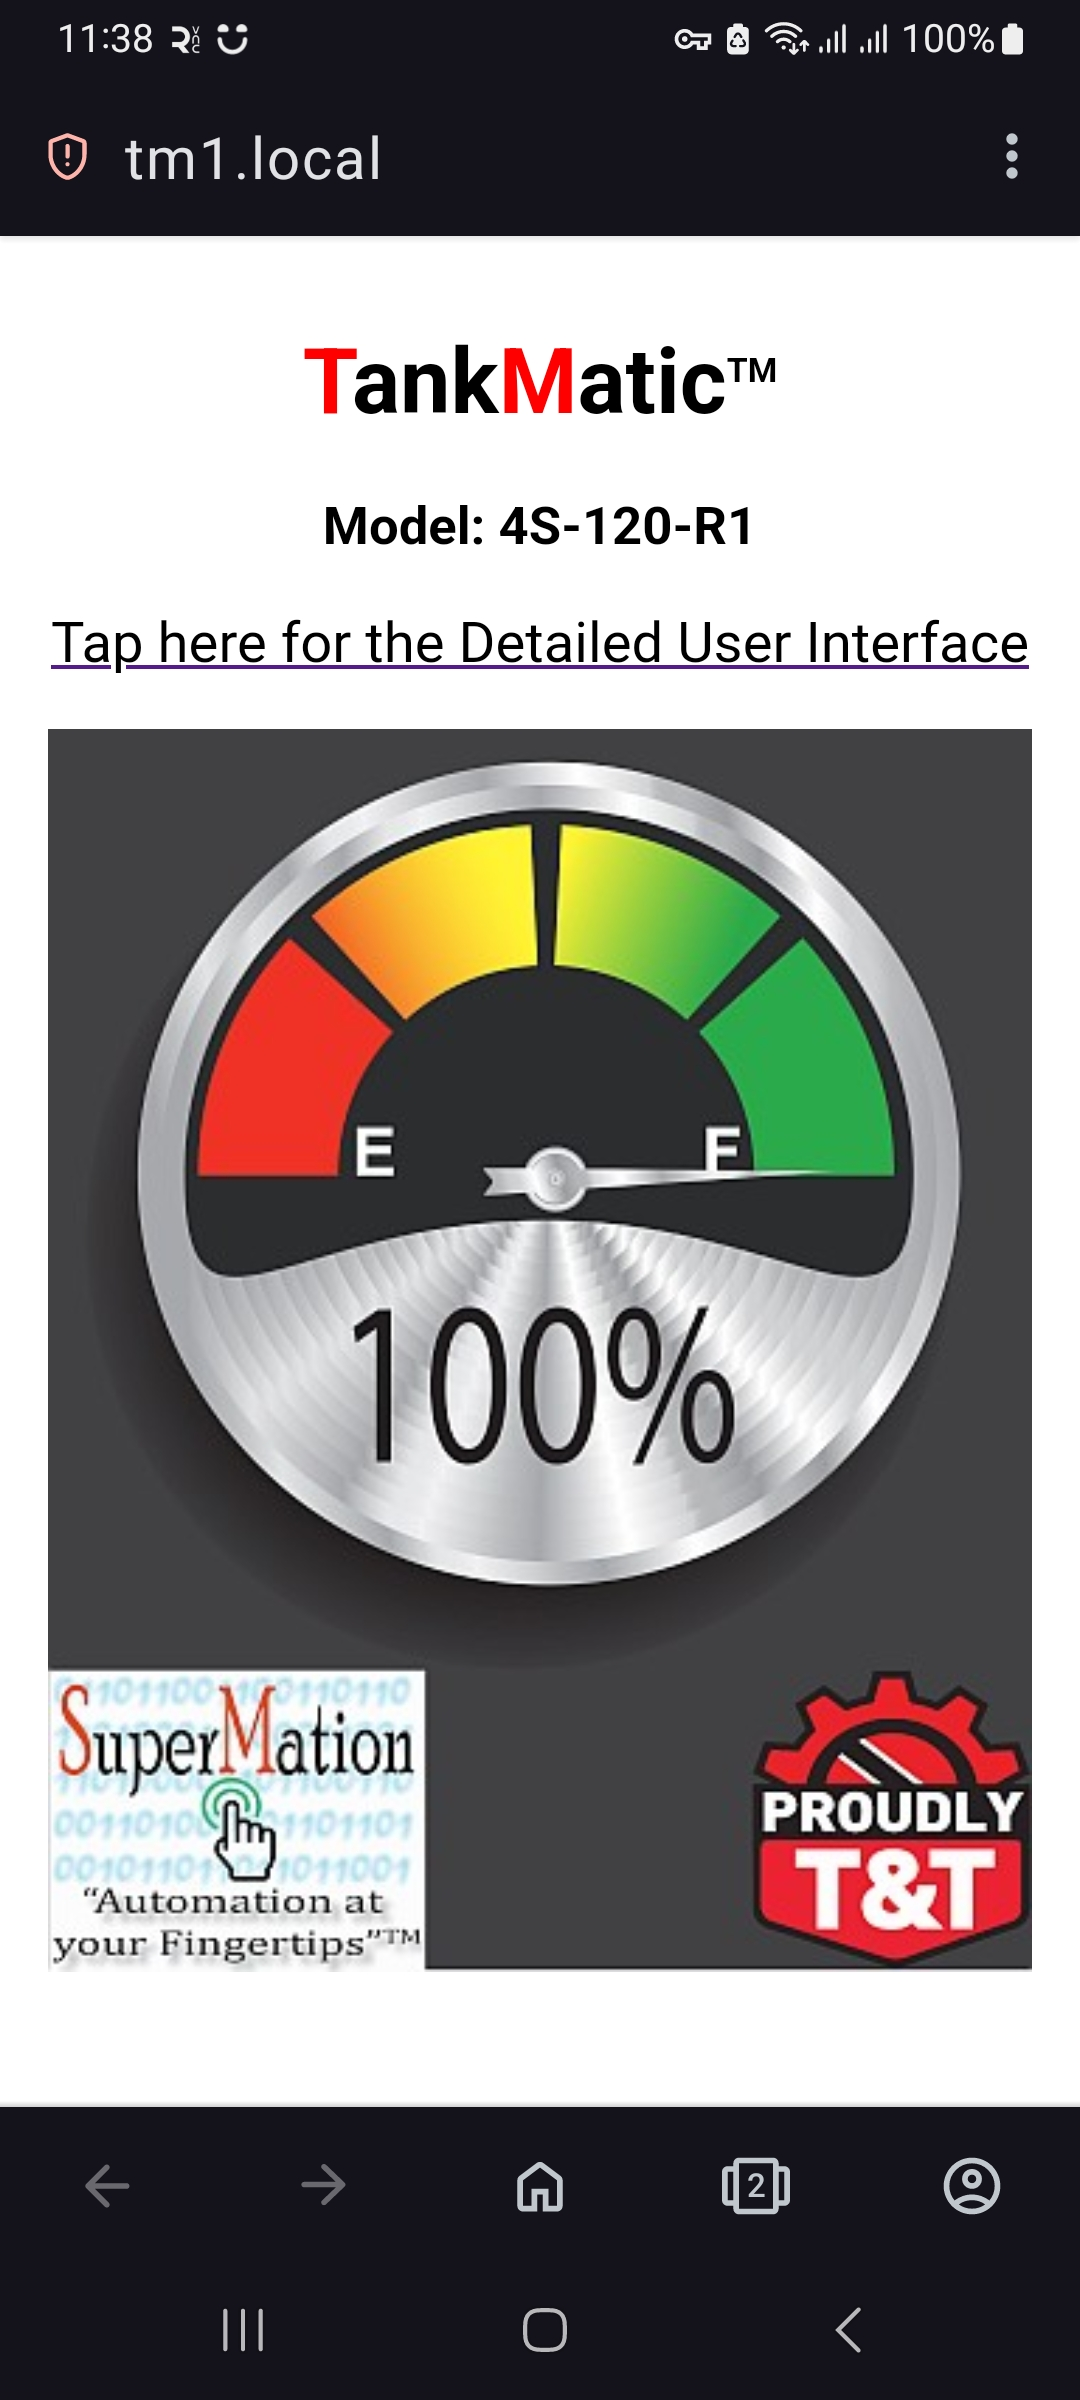 11:38
100%
tm1.local
TankMatic™
Model: 4S-120-R1
Tap here for the Detailed User Interface
E
F
100%
SuperMation
“Automation at
your Fingertips”™
PROUDLY
T&T
2